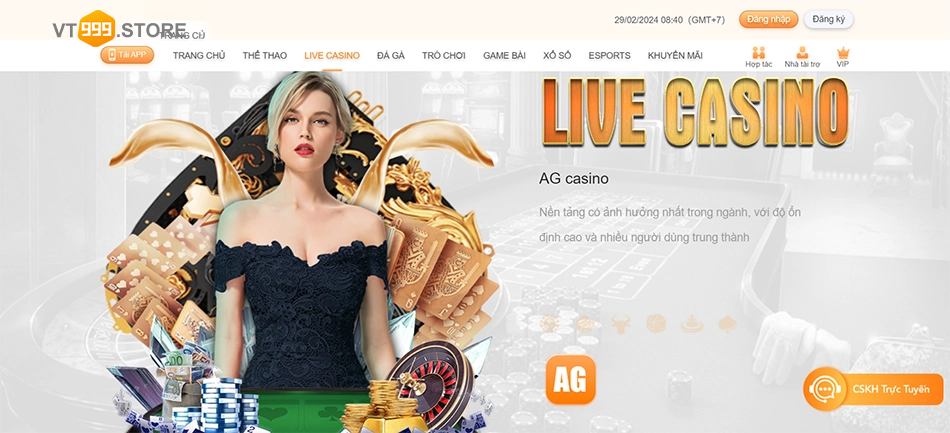 VT999.STORE
TRANG CỦ
29/02/2024 08:40 (GMT+7)
Đăng nhập
Đăng ký
Tải APP
TRANG CHỦ
THỂ THAO
LIVE CASINO
ĐÁ GÀ
TRÒ CHƠI
GAME BÀI
XỔ SỐ
ESPORTS
KHUYẾN MÃI
Hợp tác
Nhà tài trợ
VIP
LIVE CASINO
AG casino
Nền tảng có ảnh hưởng nhất trong ngành, với độ ổn
định cao và nhiều người dùng trung thành
AG
CSKH Trực Tuyến